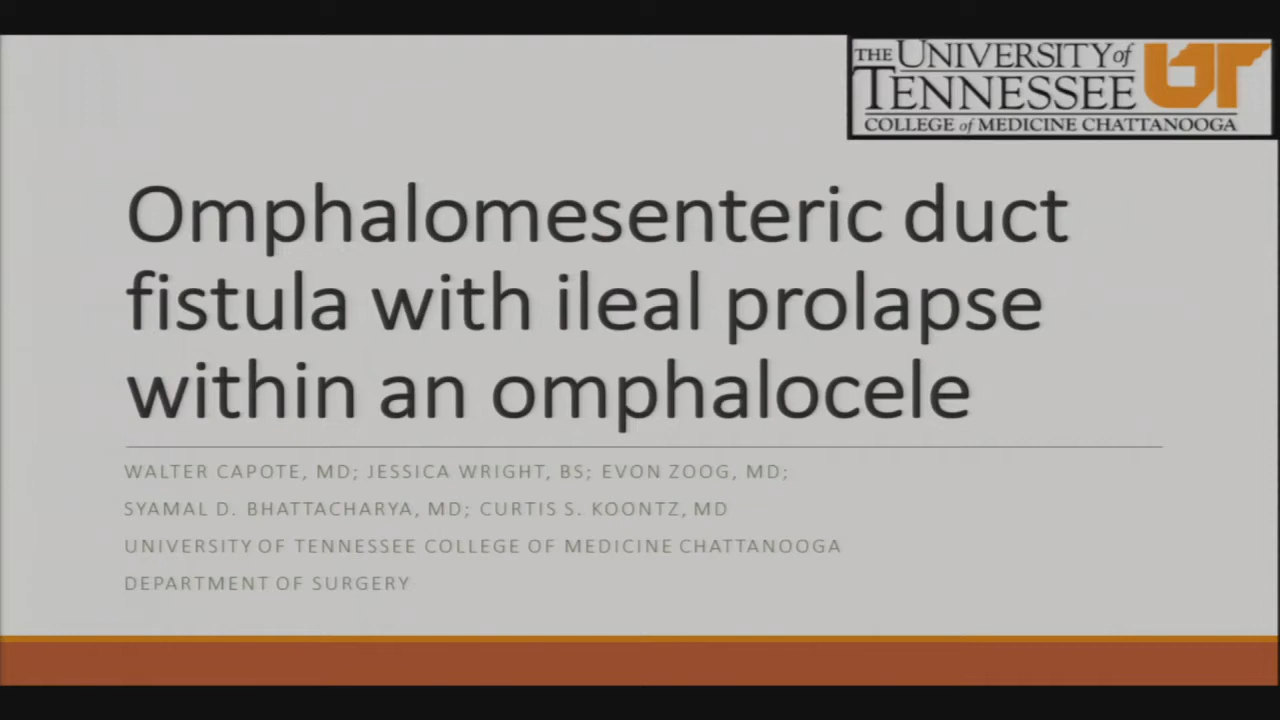 THE UNIVERSITY of
TENNESSEE UT
COLLEGE of MEDICINE CHATTANOOGA
Omphalomesenteric duct
fistula with ileal prolapse
within an omphalocele
WALTER CAPOTE, MD; JESSICA WRIGHT, BS; EVON ZOOG, MD;
SYAMAL D. BHATTACHARYA, MD; CURTIS S. KOONTZ, MD
UNIVERSITY OF TENNESSEE COLLEGE OF MEDICINE CHATTANOOGA
DEPARTMENT OF SURGERY